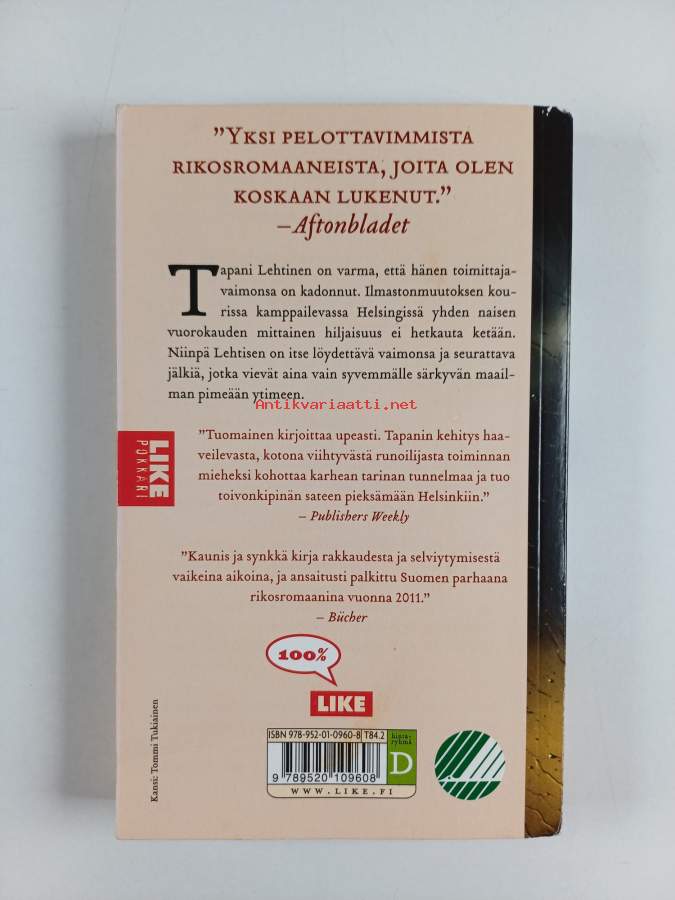 ”YKSI PELOTTAVIMMISTA
RIKOSROMAANEISTA, JOITA OLEN
KOSKAAN LUKENUT.”
–Aftonbladet
Tapani Lehtinen on varma, että hänen toimittaja-
vaimonsa on kadonnut. Ilmastonmuutoksen kou-
rissa kamppailevassa Helsingissä yhden naisen
vuorokauden mittainen hiljaisuus ei hetkauta ketään.
Niinpä Lehtisen on itse löydettävä vaimonsa ja seurattava
jälkiä, jotka vievät aina vain syvemmälle särkyvän maail-
man pimeään ytimeen.
Antikvariaatti.net
”Tuomainen kirjoittaa upeasti. Tapanin kehitys haa-
veilevasta, kotona viihtyvästä runoilijasta toiminnan
mieheksi kohottaa karhean tarinan tunnelmaa ja tuo
toivonkipinän sateen pieksämään Helsinkiin.”
– Publishers Weekly
LIKE
POKKARI
”Kaunis ja synkkä kirja rakkaudesta ja selviytymisestä
vaikeina aikoina, ja ansaitusti palkittu Suomen parhaana
rikosromaanina vuonna 2011.”
– Bücher
100%
LIKE
Kansi: Tommi Tukiainen
ISBN 978-952-01-0960-8 T84.2
hinta-
ryhmä
D
9 789520 109608
WWW.LIKE.FI